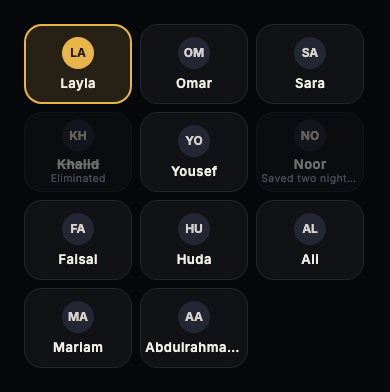 LA
Layla
OM
Omar
SA
Sara
KH
Khalid
Eliminated
YO
Yousef
NO
Noor
Saved two night...
FA
Faisal
HU
Huda
AL
Ali
MA
Mariam
AA
Abdulrahma...